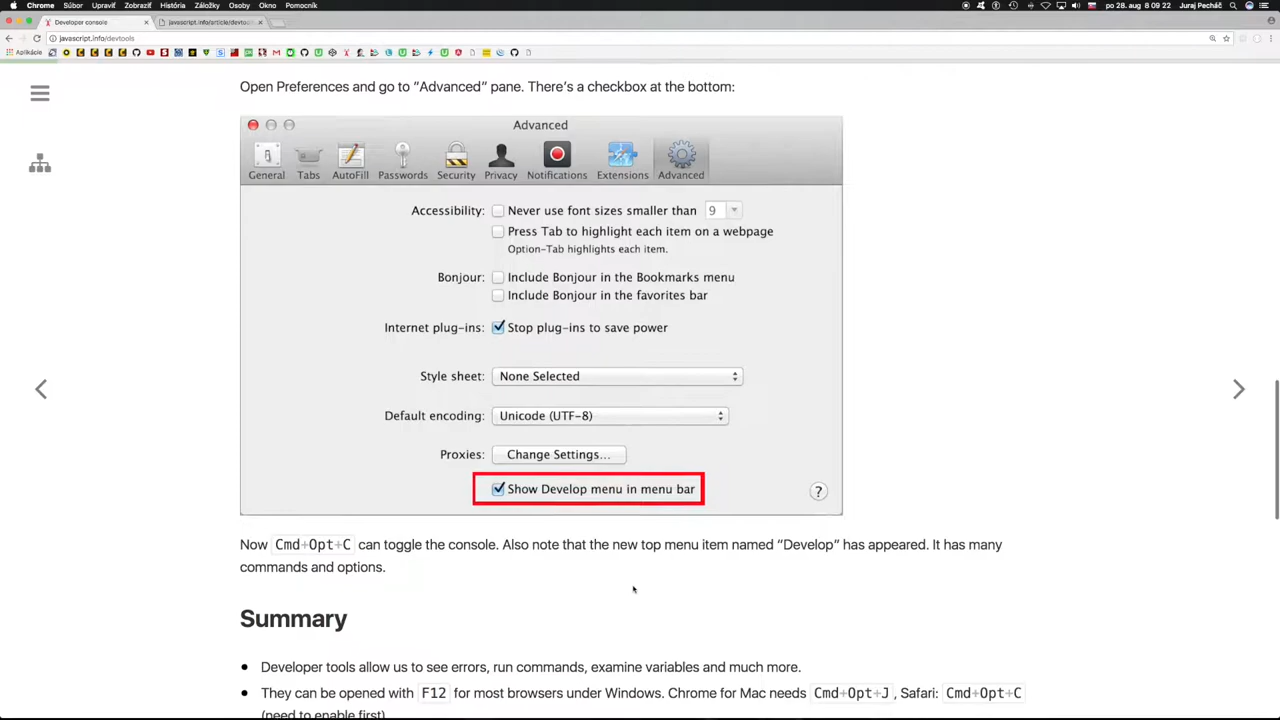 Chrome Súbor Upraviť Zobraziť História Záložky Osoby Okno Pomocník po 28. aug 8 09 22 Juraj Pecháč
Developer console javascript.info/article/devto
javascript.info/devtools
Aplikácie
Open Preferences and go to “Advanced” pane. There’s a checkbox at the bottom:
Advanced
General Tabs AutoFill Passwords Security Privacy Notifications Extensions Advanced
Accessibility: Never use font sizes smaller than 9
Press Tab to highlight each item on a webpage
Option-Tab highlights each item.
Bonjour: Include Bonjour in the Bookmarks menu
Include Bonjour in the favorites bar
Internet plug-ins: Stop plug-ins to save power
Style sheet: None Selected
Default encoding: Unicode (UTF-8)
Proxies: Change Settings...
Show Develop menu in menu bar
?
Now Cmd+Opt+C can toggle the console. Also note that the new top menu item named “Develop” has appeared. It has many
commands and options.
Summary
Developer tools allow us to see errors, run commands, examine variables and much more.
They can be opened with F12 for most browsers under Windows. Chrome for Mac needs Cmd+Opt+J , Safari: Cmd+Opt+C
(need to enable first)